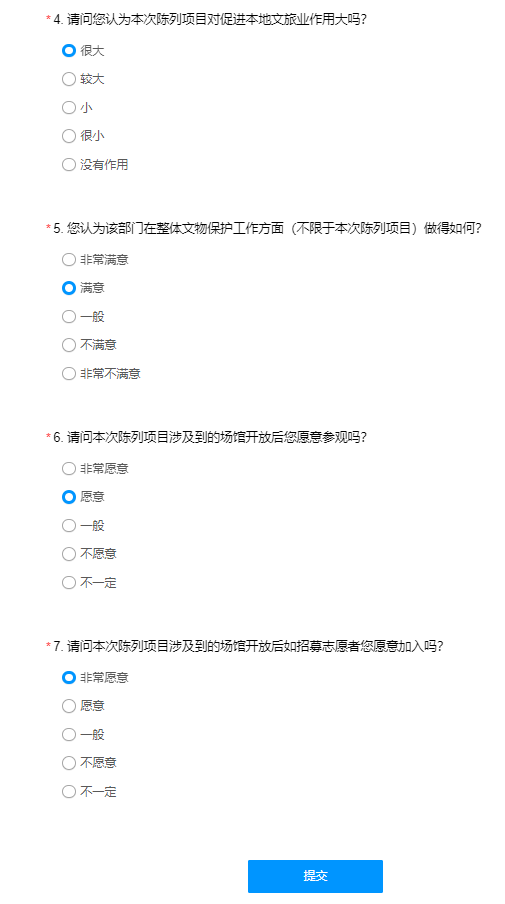 *4. 请问您认为本次陈列项目对促进本地文旅业作用大吗?
很大
较大
小
很小
没有作用
*5. 您认为该部门在整体文物保护工作方面（不限于本次陈列项目）做得如何?
非常满意
满意
一般
不满意
非常不满意
*6. 请问本次陈列项目涉及到的场馆开放后您愿意参观吗?
非常愿意
愿意
一般
不愿意
不一定
*7. 请问本次陈列项目涉及到的场馆开放后如招募志愿者您愿意加入吗?
非常愿意
愿意
一般
不愿意
不一定
提交